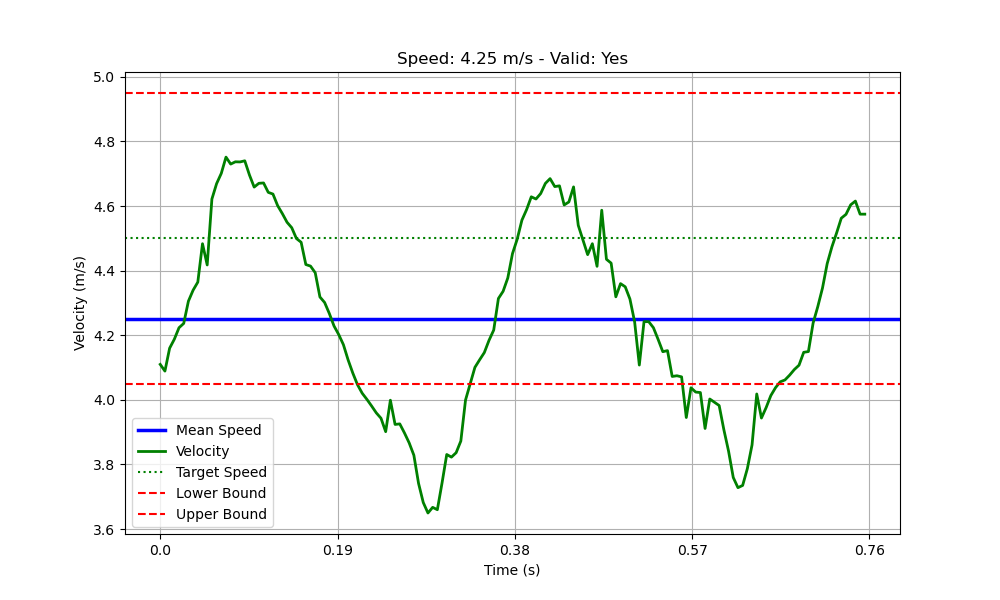 Speed: 4.25 m/s - Valid: Yes
Velocity (m/s)
5.0
4.8
4.6
4.4
4.2
4.0
3.8
3.6
Mean Speed
Velocity
Target Speed
Lower Bound
Upper Bound
0.0 0.19 0.38 0.57 0.76
Time (s)